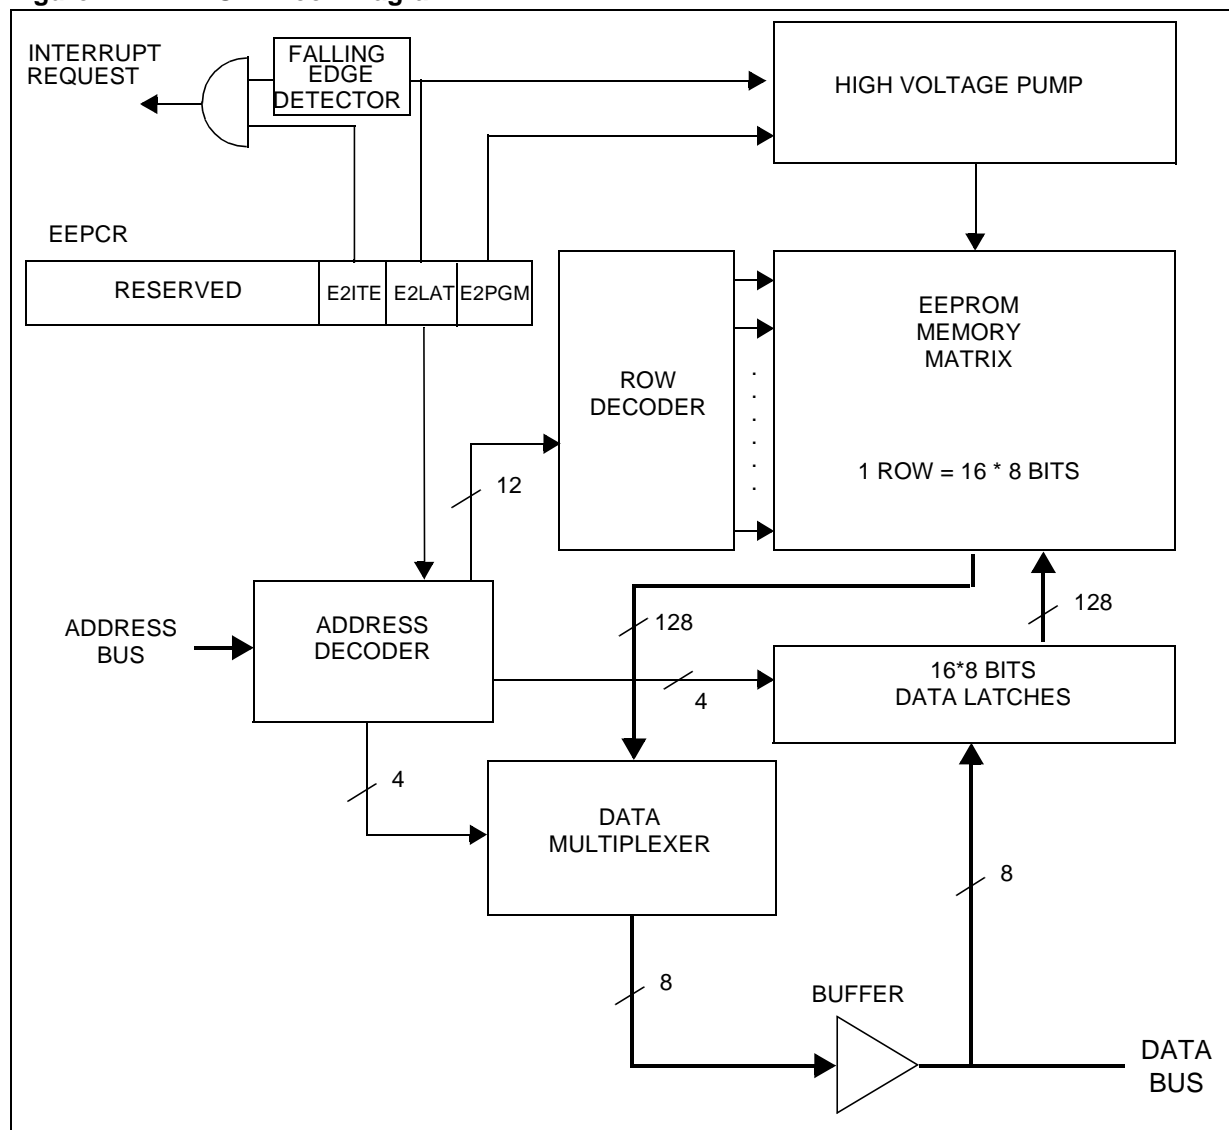 INTERRUPT
REQUEST
FALLING
EDGE
DETECTOR
HIGH VOLTAGE PUMP
EEPCR
RESERVED
E2ITE
E2LAT
E2PGM
ROW
DECODER
EEPROM
MEMORY
MATRIX
1 ROW = 16 * 8 BITS
12
ADDRESS
BUS
ADDRESS
DECODER
128
128
4
16*8 BITS
DATA LATCHES
4
DATA
MULTIPLEXER
8
8
BUFFER
DATA
BUS